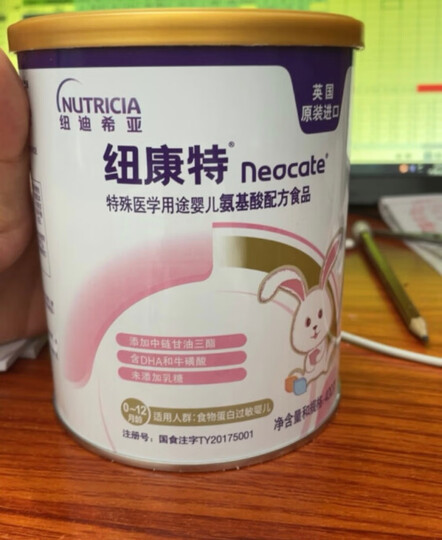 NUTRICIA
纽迪希亚
英国
原装进口
纽康特® Neocate®
特殊医学用途婴儿氨基酸配方食品
添加中链甘油三酯
含DHA和牛磺酸
未添加乳糖
0~12
月龄
适用人群:食物蛋白过敏婴儿
注册号：国食注字TY20175001
净含量和规格